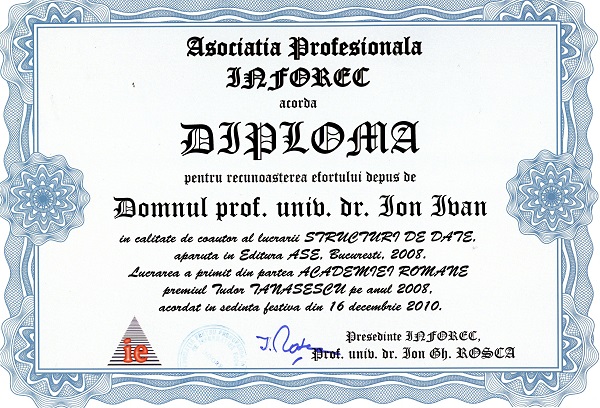 Asociatia Profesionala
INFOREC
acorda
DIPLOMA
pentru recunoasterea efortului depus de
Domnul prof. univ. dr. Ion Ivan
in calitate de coautor al lucrarii STRUCTURI DE DATE,
aparuta in Editura ASE, Bucuresti, 2008.
Lucrarea a primit din partea ACADEMIEI ROMANE
premiul Tudor TANASESCU pe anul 2008,
acordat in sedinta festiva din 16 decembrie 2010.
ie
Presedinte INFOREC,
Prof. univ. dr. Ion Gh. ROSCA